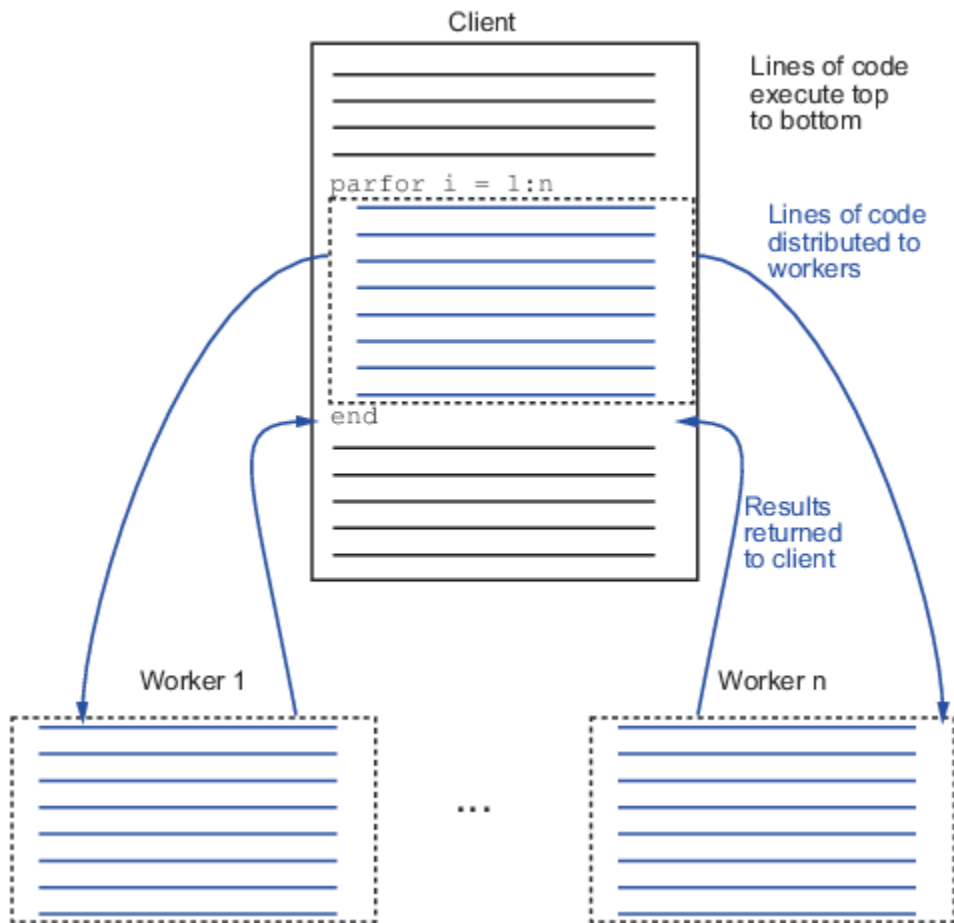 Client
Lines of code
execute top
to bottom
parfor i = 1:n
Lines of code
distributed to
workers
end
Results
returned
to client
Worker 1
Worker n
...